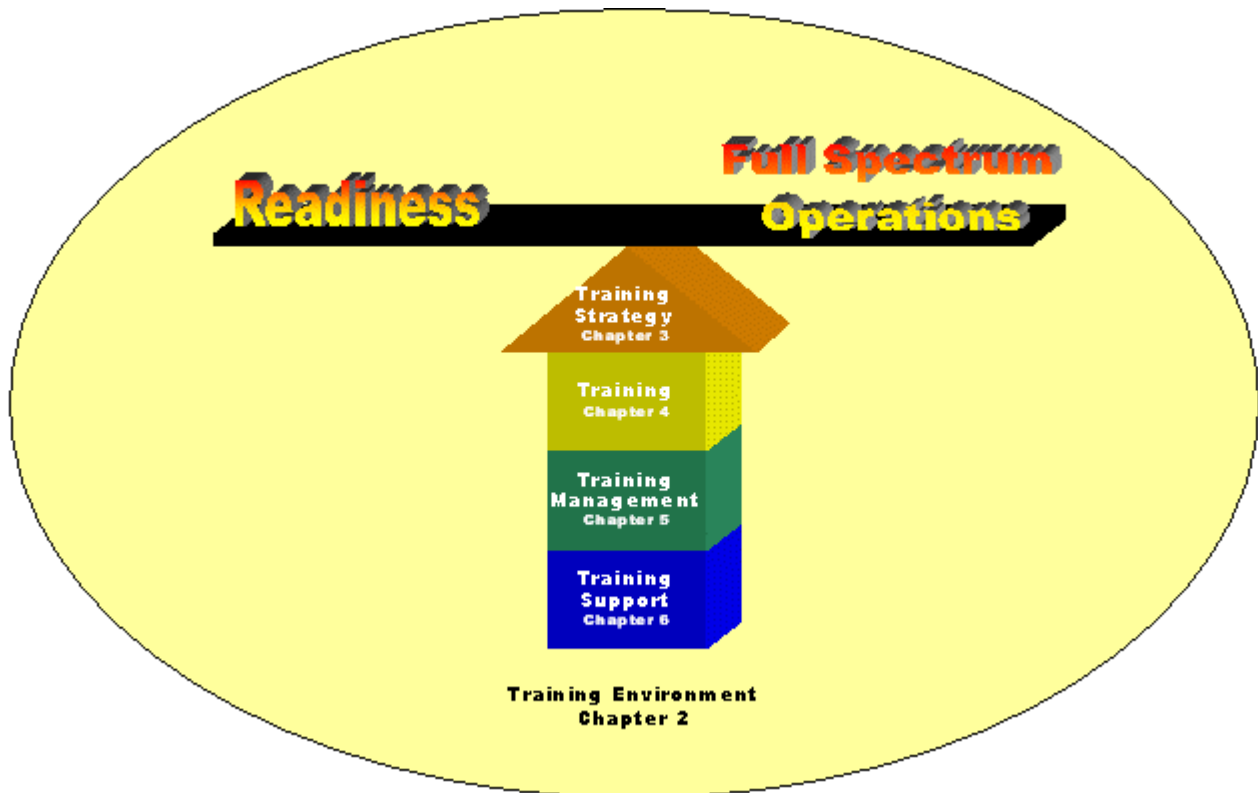 Readiness
Full Spectrum
Operations
Training
Strategy
Chapter 3
Training
Chapter 4
Training
Management
Chapter 5
Training
Support
Chapter 6
Training Environment
Chapter 2